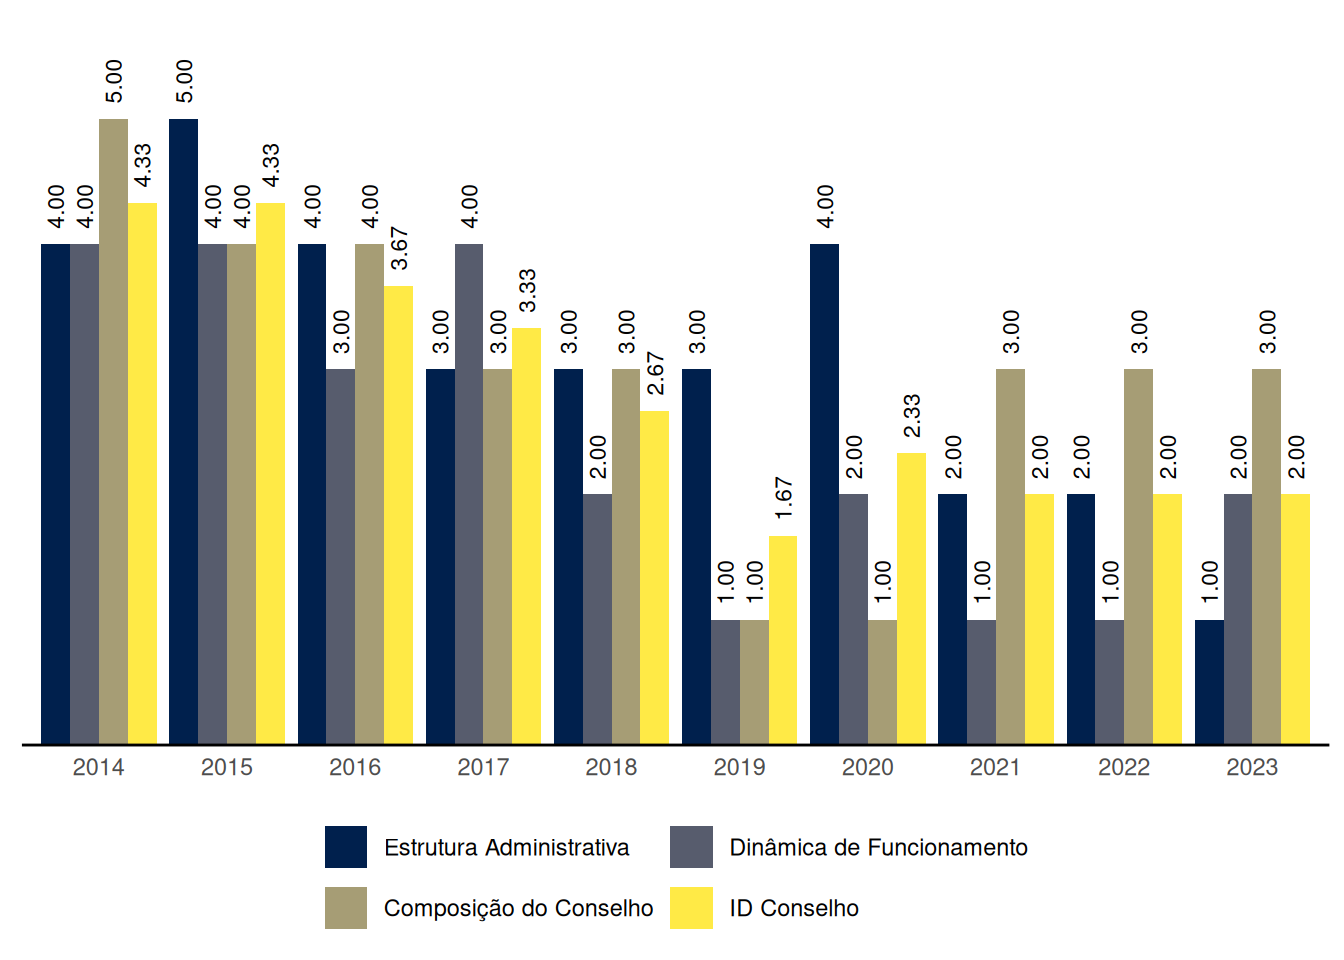 4.00 4.00 5.00 4.33 5.00 4.00 4.00 4.33 4.00 3.00 4.00 3.67 3.00 4.00 3.00 3.33 3.00 2.00 3.00 2.67 3.00 1.00 1.00 1.67 4.00 2.00 1.00 2.33 2.00 1.00 3.00 2.00 2.00 1.00 3.00 2.00 1.00 2.00 3.00 2.00
2014 2015 2016 2017 2018 2019 2020 2021 2022 2023
Estrutura Administrativa Dinâmica de Funcionamento
Composição do Conselho ID Conselho